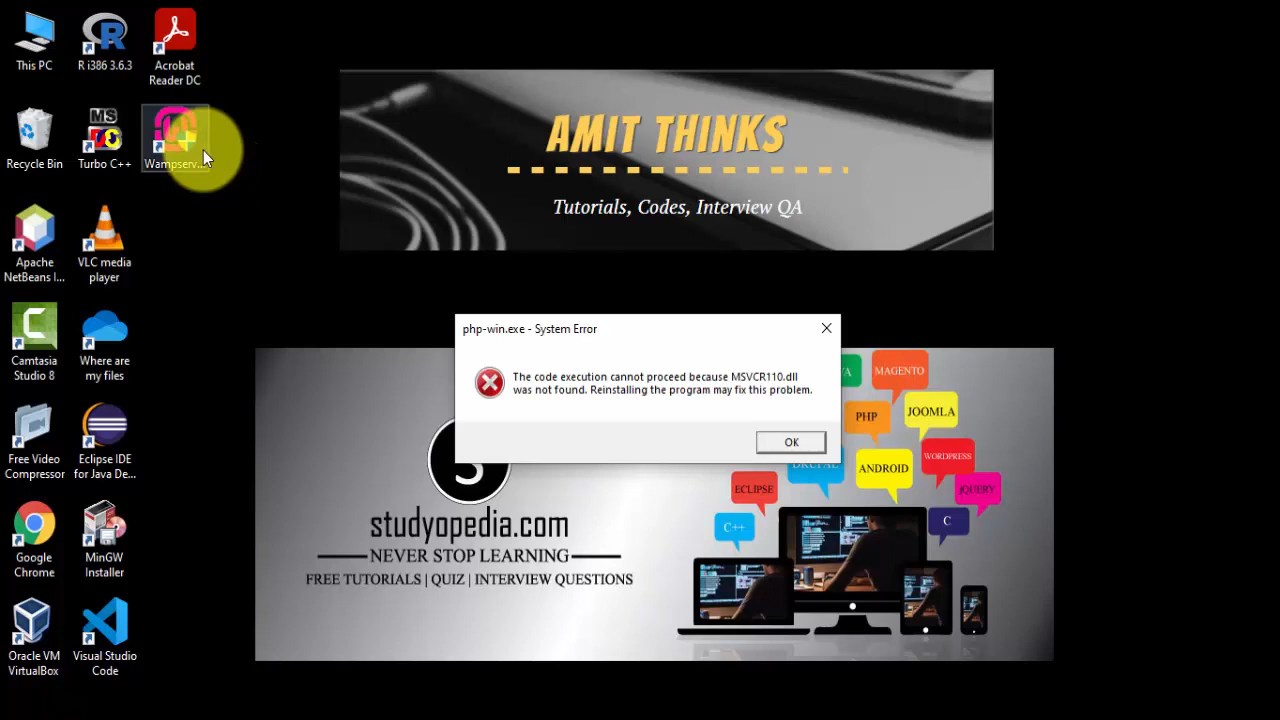 This PC
R i386 3.6.3
Acrobat
Reader DC
Recycle Bin
MS
Turbo C++
Wampserv...
Apache
NetBeans I...
VLC media
player
Camtasia
Studio 8
Where are
my files
Free Video
Compressor
Eclipse IDE
for Java De...
Google
Chrome
MinGW
Installer
Oracle VM
VirtualBox
Visual Studio
Code
AMIT THINKS
Tutorials, Codes, Interview QA
php-win.exe - System Error
The code execution cannot proceed because MSVCR110.dll
was not found. Reinstalling the program may fix this problem.
OK
VA
MAGENTO
PHP
JOOMLA
DRUPAL
ANDROID
WORDPRESS
ECLIPSE
jQUERY
C++
C
S
studyopedia.com
NEVER STOP LEARNING
FREE TUTORIALS | QUIZ | INTERVIEW QUESTIONS